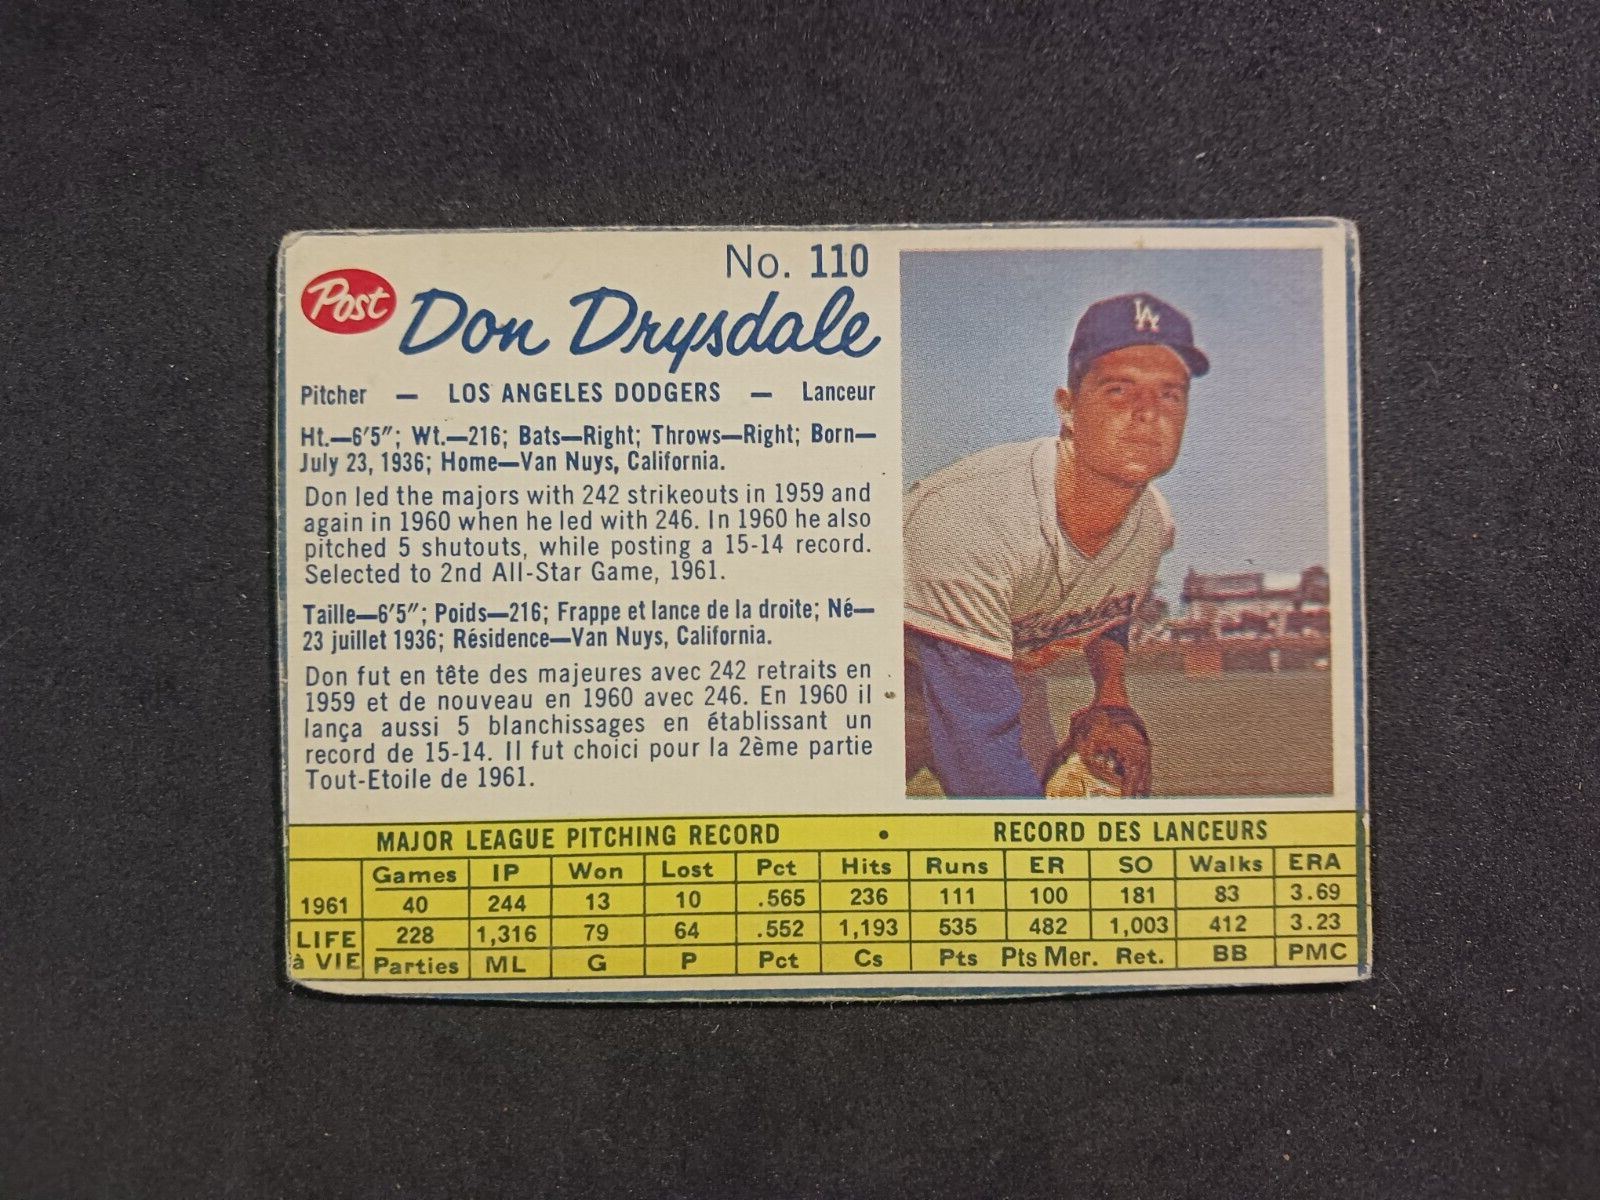 No. 110
Post
Don Drysdale
Pitcher — LOS ANGELES DODGERS — Lanceur
Ht.—6'5"; Wt.—216; Bats—Right; Throws—Right; Born—
July 23, 1936; Home—Van Nuys, California.
Don led the majors with 242 strikeouts in 1959 and
again in 1960 when he led with 246. In 1960 he also
pitched 5 shutouts, while posting a 15-14 record.
Selected to 2nd All-Star Game, 1961.
Taille—6'5"; Poids—216; Frappe et lance de la droite; Né—
23 juillet 1936; Résidence—Van Nuys, California.
Don fut en tête des majeures avec 242 retraits en
1959 et de nouveau en 1960 avec 246. En 1960 il
lança aussi 5 blanchissages en établissant un
record de 15-14. Il fut choici pour la 2ème partie
Tout-Etoile de 1961.
LA
MAJOR LEAGUE PITCHING RECORD • RECORD DES LANCEURS
Games IP Won Lost Pct Hits Runs ER SO Walks ERA
1961 40 244 13 10 .565 236 111 100 181 83 3.69
LIFE 228 1,316 79 64 .552 1,193 535 482 1,003 412 3.23
à VIE Parties ML G P Pct Cs Pts Pts Mer. Ret. BB PMC